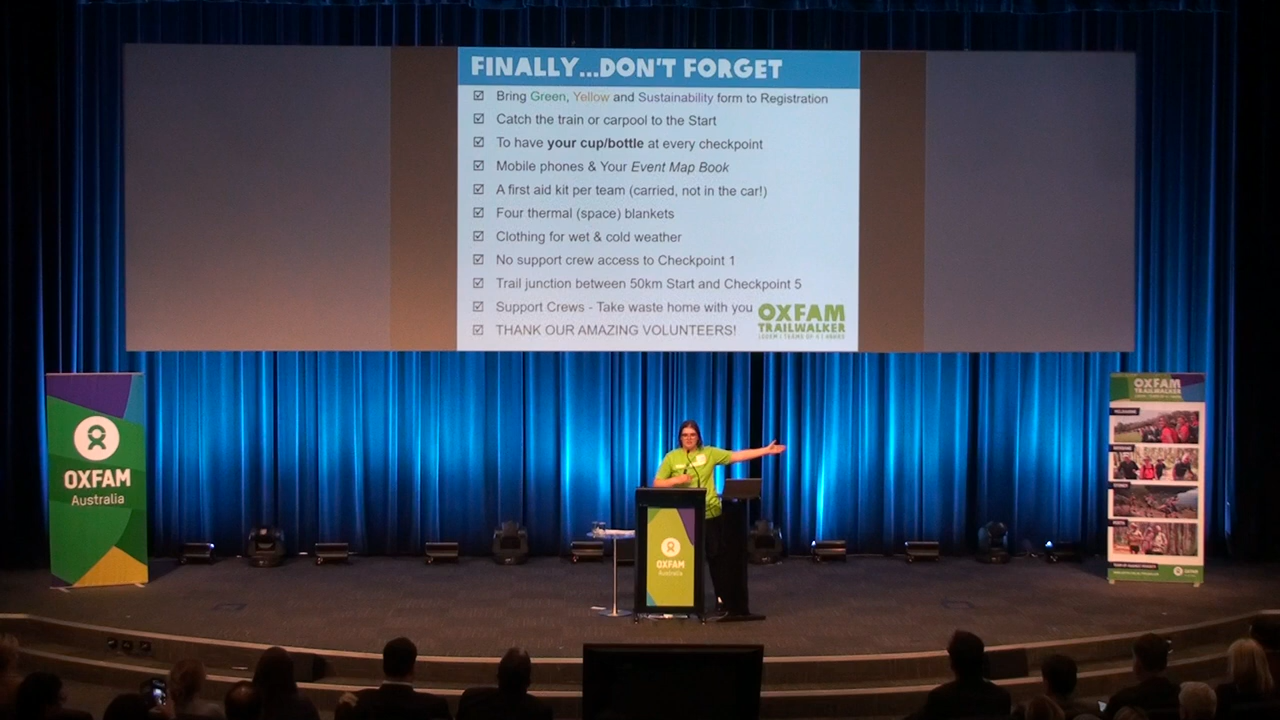 FINALLY...DON'T FORGET
Bring Green, Yellow and Sustainability form to Registration
Catch the train or carpool to the Start
To have your cup/bottle at every checkpoint
Mobile phones & Your Event Map Book
A first aid kit per team (carried, not in the car!)
Four thermal (space) blankets
Clothing for wet & cold weather
No support crew access to Checkpoint 1
Trail junction between 50km Start and Checkpoint 5
Support Crews - Take waste home with you
THANK OUR AMAZING VOLUNTEERS!
OXFAM
TRAILWALKER
OXFAM
Australia
OXFAM
Australia
OXFAM
TRAILWALKER
MELBOURNE
BRISBANE
SYDNEY
PERTH